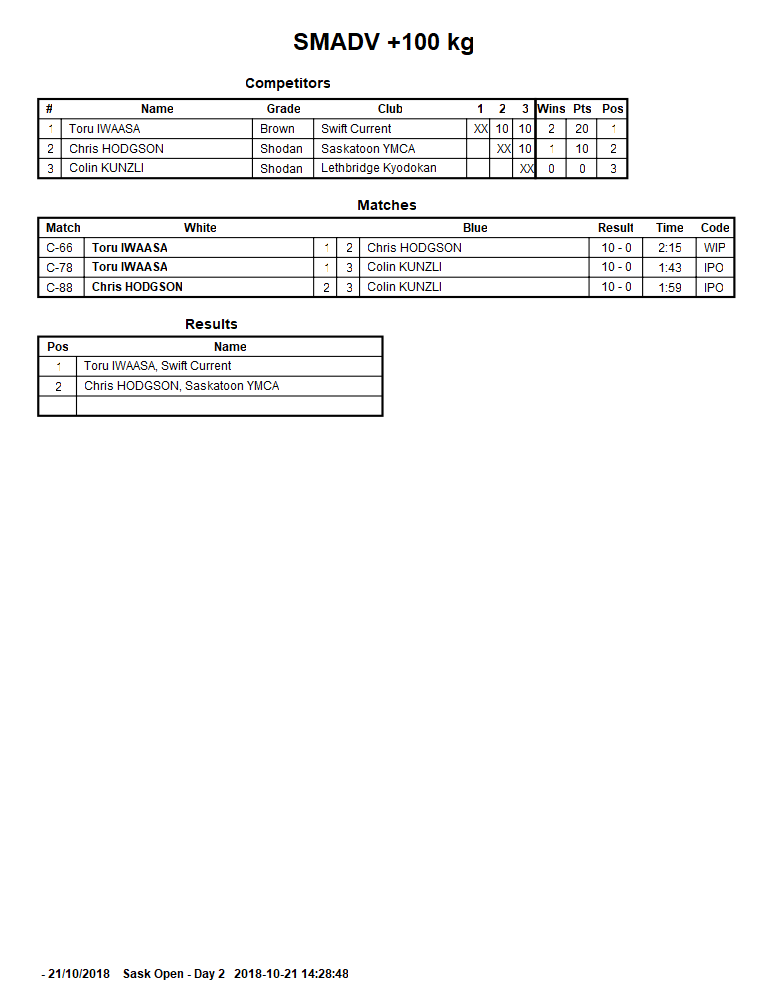 SMADV +100 kg
Competitors
# Name Grade Club 1 2 3 Wins Pts Pos
1 Toru IWAASA Brown Swift Current XX 10 10 2 20 1
2 Chris HODGSON Shodan Saskatoon YMCA XX 10 1 10 2
3 Colin KUNZLI Shodan Lethbridge Kyodokan XX 0 0 3
Matches
Match White Blue Result Time Code
C-66 Toru IWAASA 1 2 Chris HODGSON 10 - 0 2:15 WIP
C-78 Toru IWAASA 1 3 Colin KUNZLI 10 - 0 1:43 IPO
C-88 Chris HODGSON 2 3 Colin KUNZLI 10 - 0 1:59 IPO
Results
Pos Name
1 Toru IWAASA, Swift Current
2 Chris HODGSON, Saskatoon YMCA
- 21/10/2018 Sask Open - Day 2 2018-10-21 14:28:48